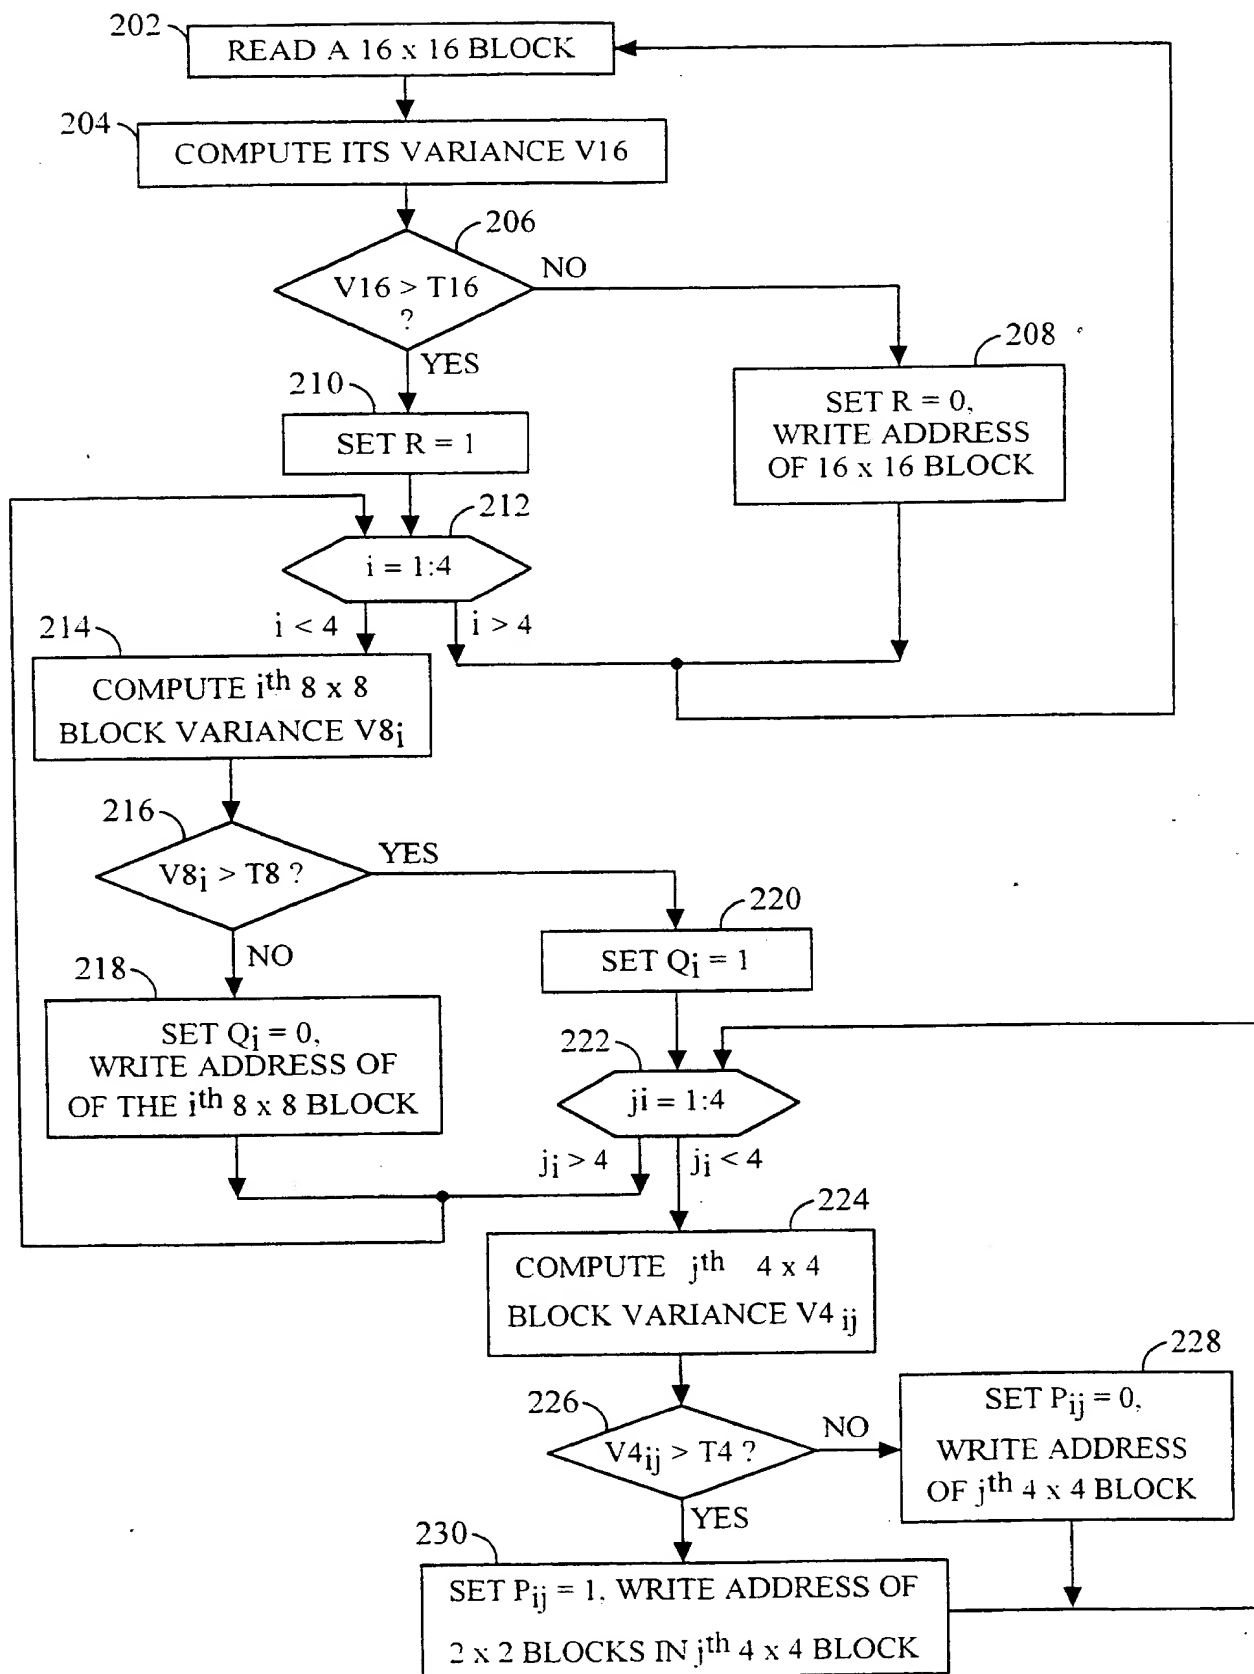 202
READ A 16 x 16 BLOCK
204
COMPUTE ITS VARIANCE V16
206
V16 > T16
?
NO
YES
208
SET R = 0,
WRITE ADDRESS
OF 16 x 16 BLOCK
210
SET R = 1
212
i = 1:4
i < 4
i > 4
214
COMPUTE ith 8 x 8
BLOCK VARIANCE V8i
216
V8i > T8 ?
YES
NO
218
SET Qi = 0,
WRITE ADDRESS OF
OF THE ith 8 x 8 BLOCK
220
SET Qi = 1
222
ji = 1:4
ji > 4
ji < 4
224
COMPUTE jth 4 x 4
BLOCK VARIANCE V4 ij
226
V4ij > T4 ?
NO
YES
228
SET Pij = 0,
WRITE ADDRESS
OF jth 4 x 4 BLOCK
230
SET Pij = 1, WRITE ADDRESS OF
2 x 2 BLOCKS IN jth 4 x 4 BLOCK